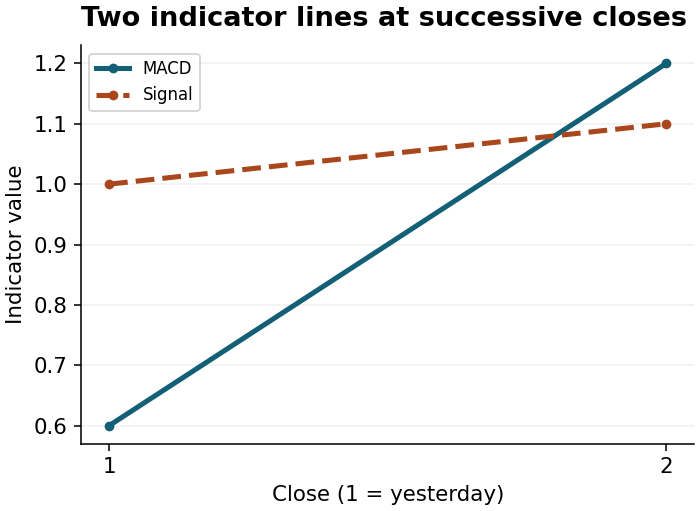 Two indicator lines at successive closes
MACD
Signal
Indicator value
1.2
1.1
1.0
0.9
0.8
0.7
0.6
1
2
Close (1 = yesterday)